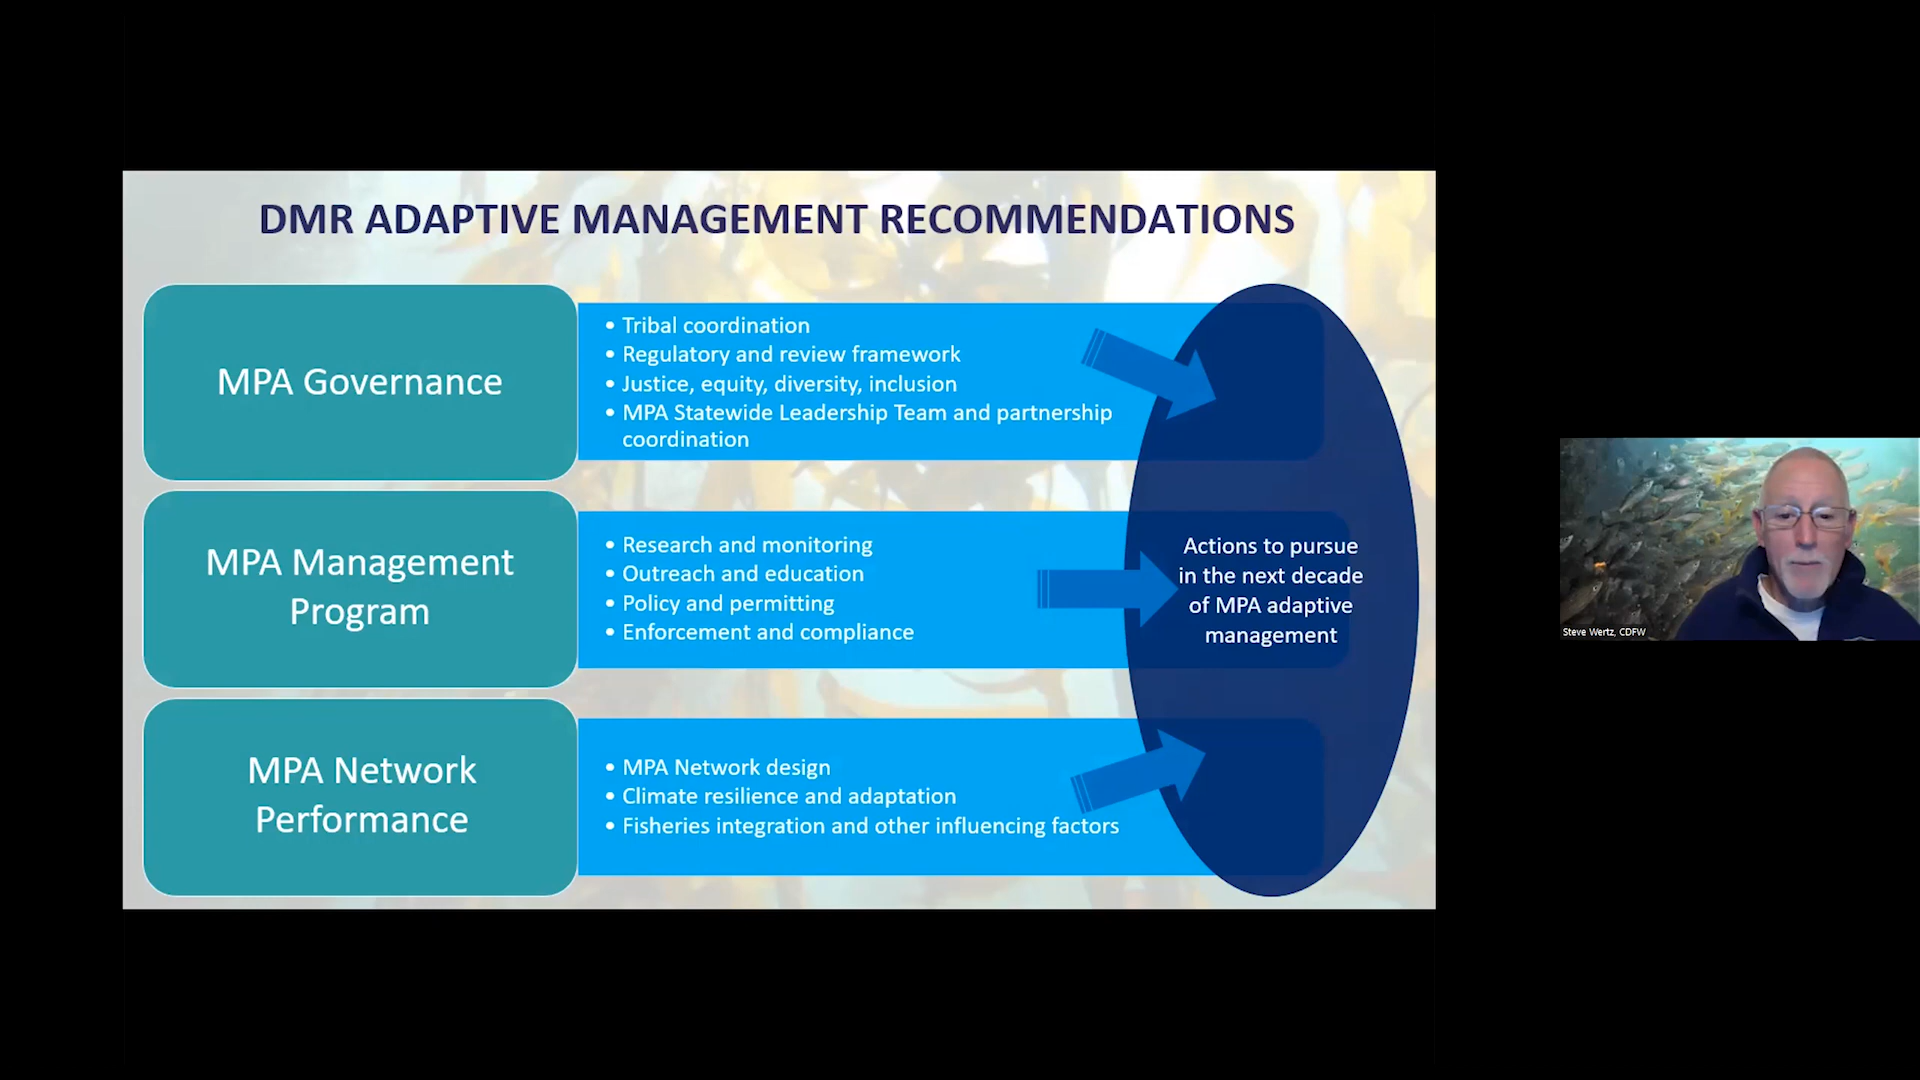 DMR ADAPTIVE MANAGEMENT RECOMMENDATIONS
MPA Governance
• Tribal coordination
• Regulatory and review framework
• Justice, equity, diversity, inclusion
• MPA Statewide Leadership Team and partnership
coordination
MPA Management
Program
• Research and monitoring
• Outreach and education
• Policy and permitting
• Enforcement and compliance
MPA Network
Performance
• MPA Network design
• Climate resilience and adaptation
• Fisheries integration and other influencing factors
Actions to pursue
in the next decade
of MPA adaptive
management
Steve Wertz, CDFW